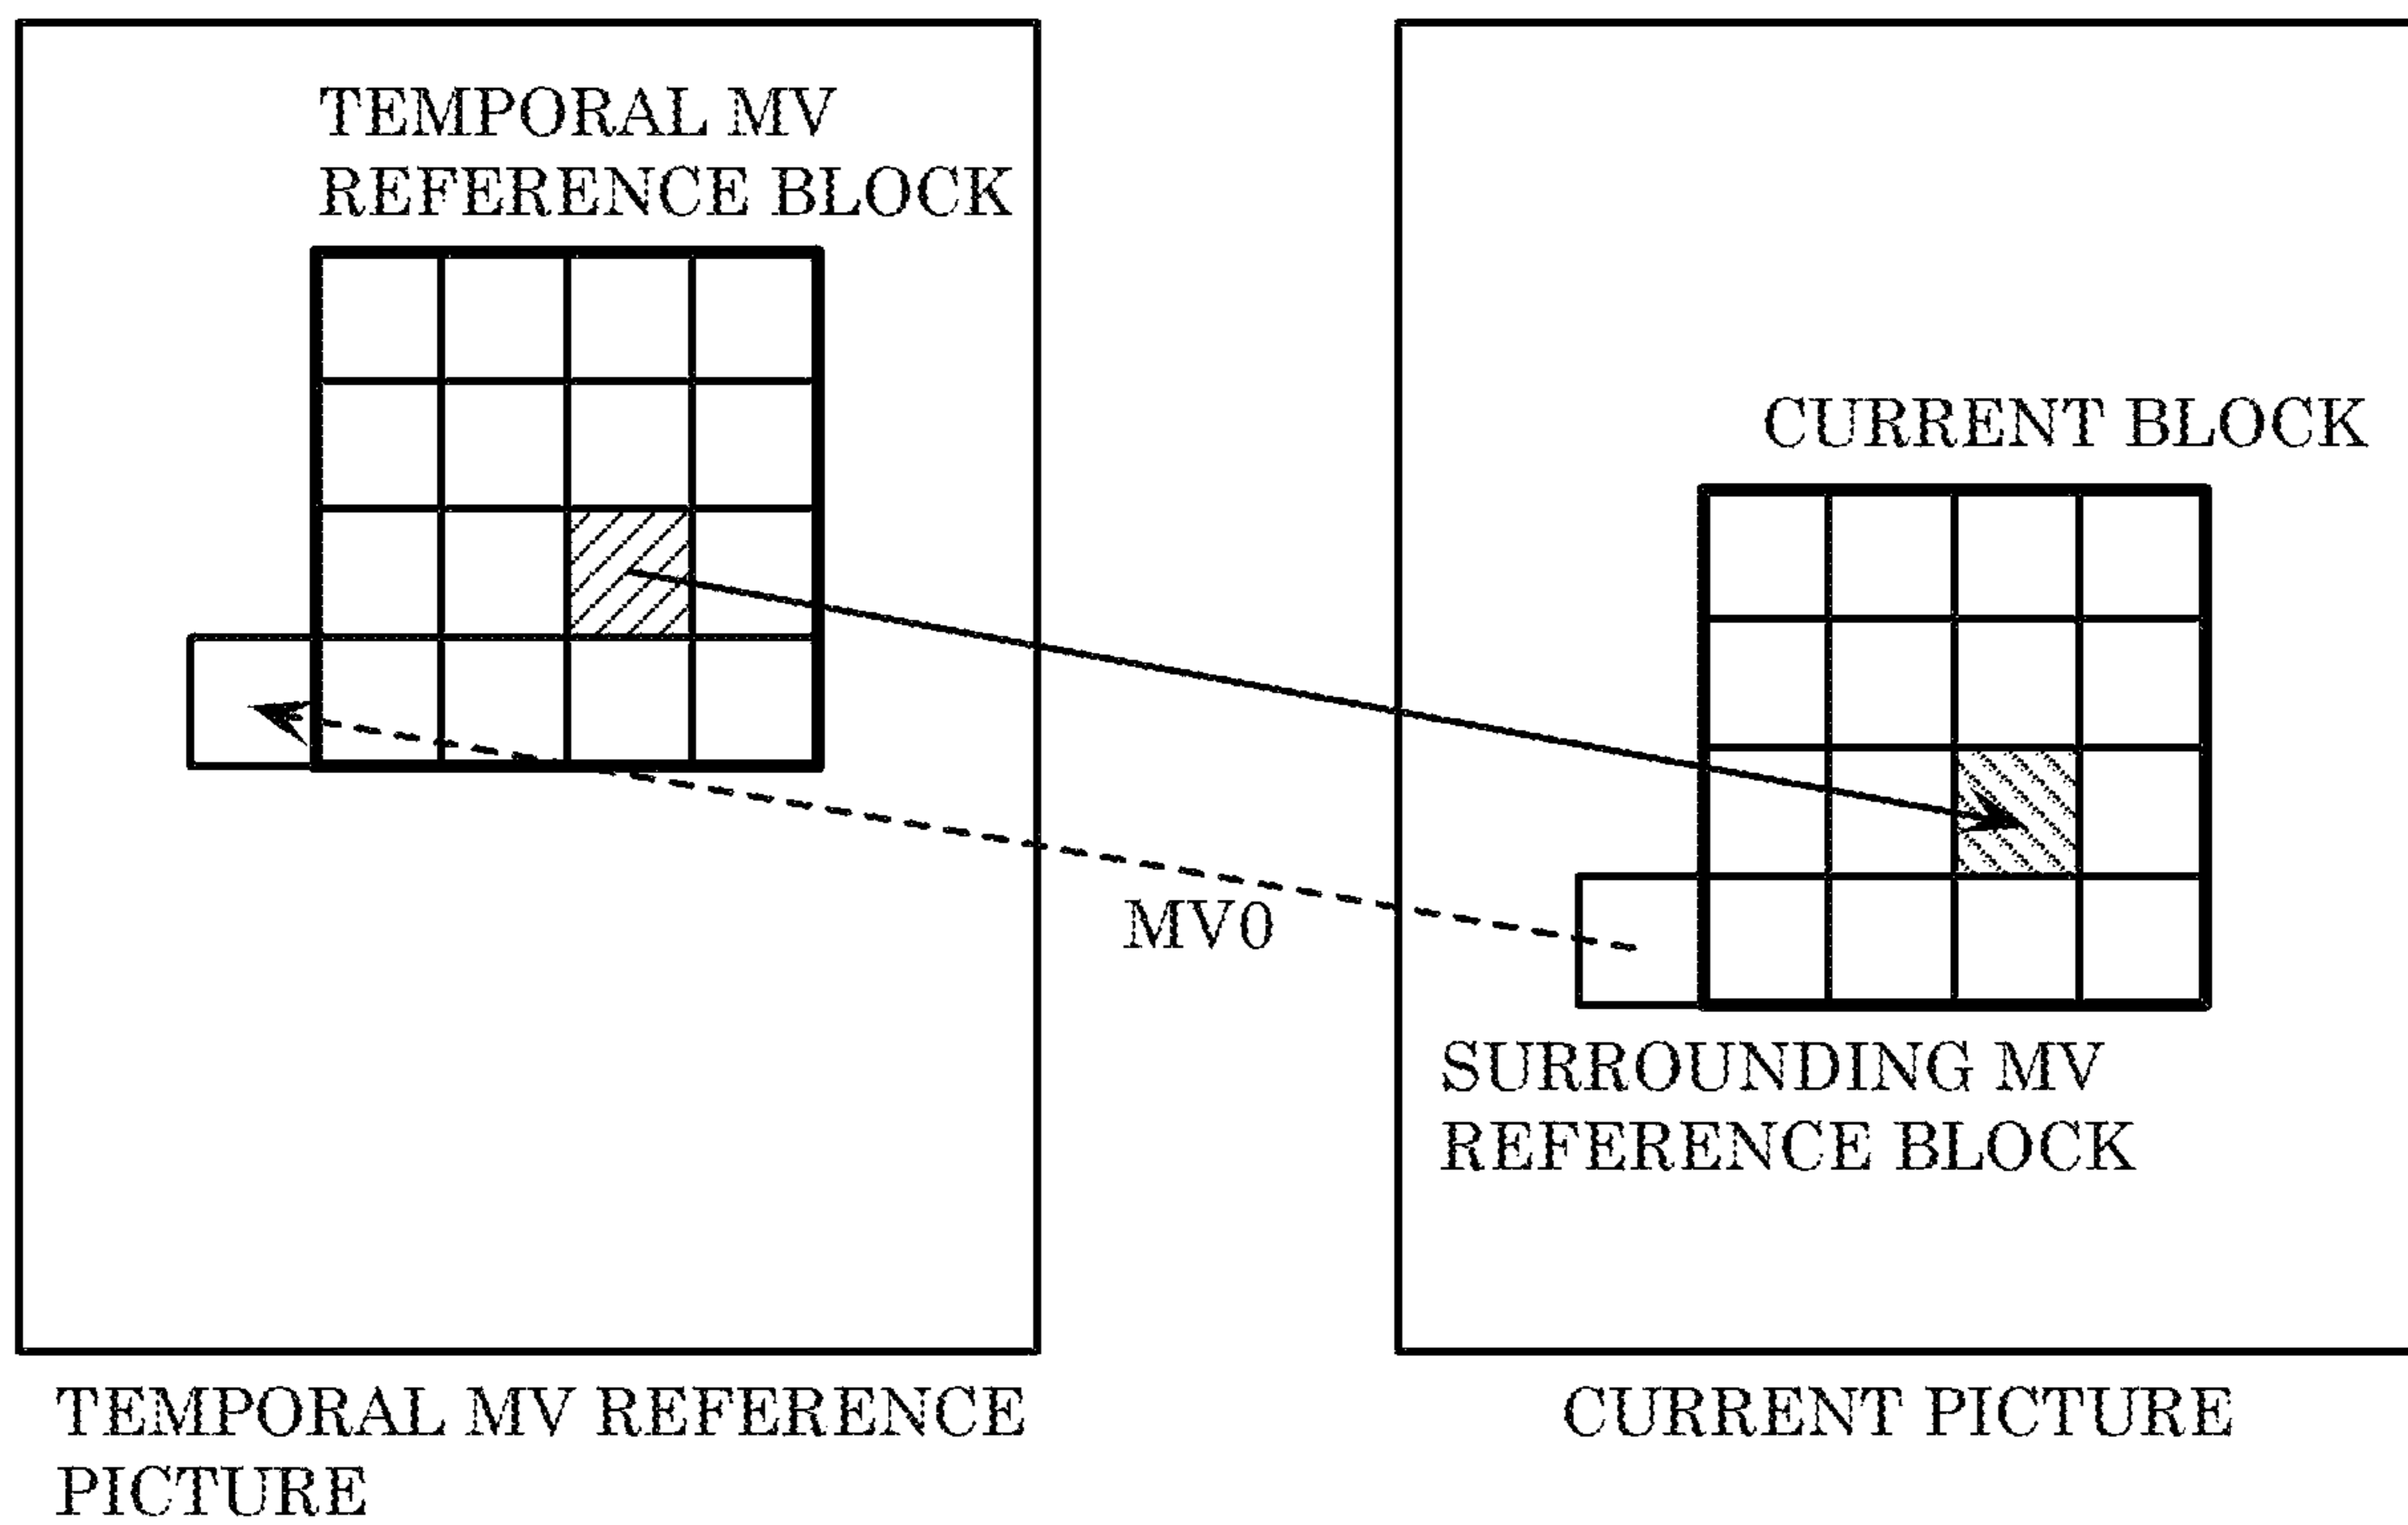 TEMPORAL MV
REFERENCE BLOCK
CURRENT BLOCK
MV0
SURROUNDING MV
REFERENCE BLOCK
TEMPORAL MV REFERENCE
PICTURE
CURRENT PICTURE